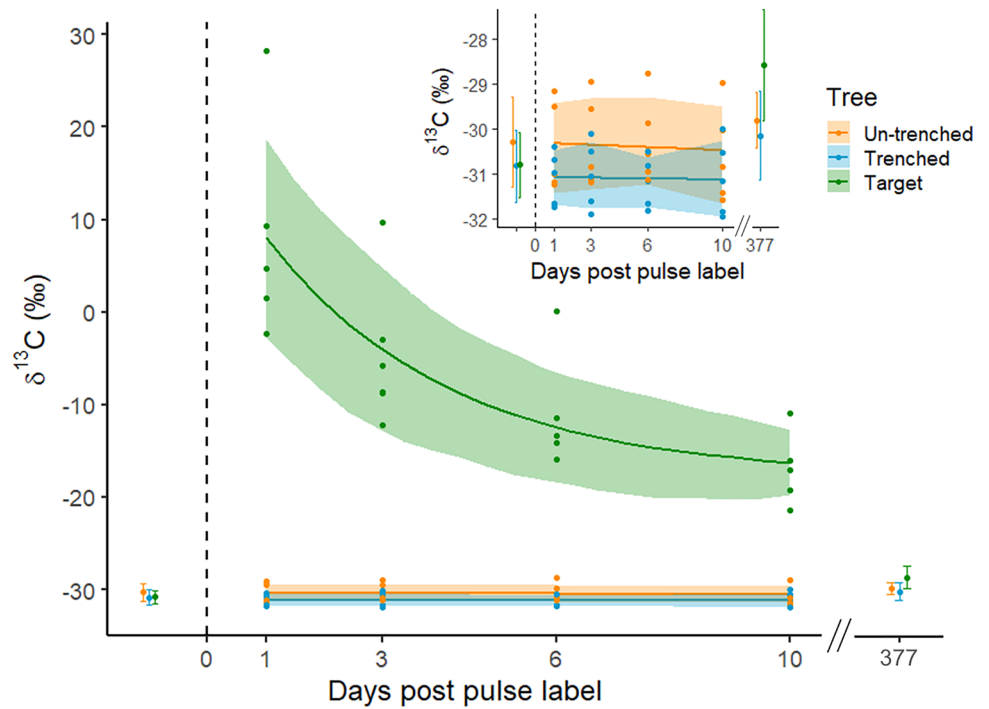 30
20
10
0
-10
-20
-30
δ13C (‰)
0 1 3 6 10 377
Days post pulse label
-28
-29
-30
-31
-32
δ13C (‰)
0 1 3 6 10 377
Days post pulse label
Tree
Un-trenched
Trenched
Target